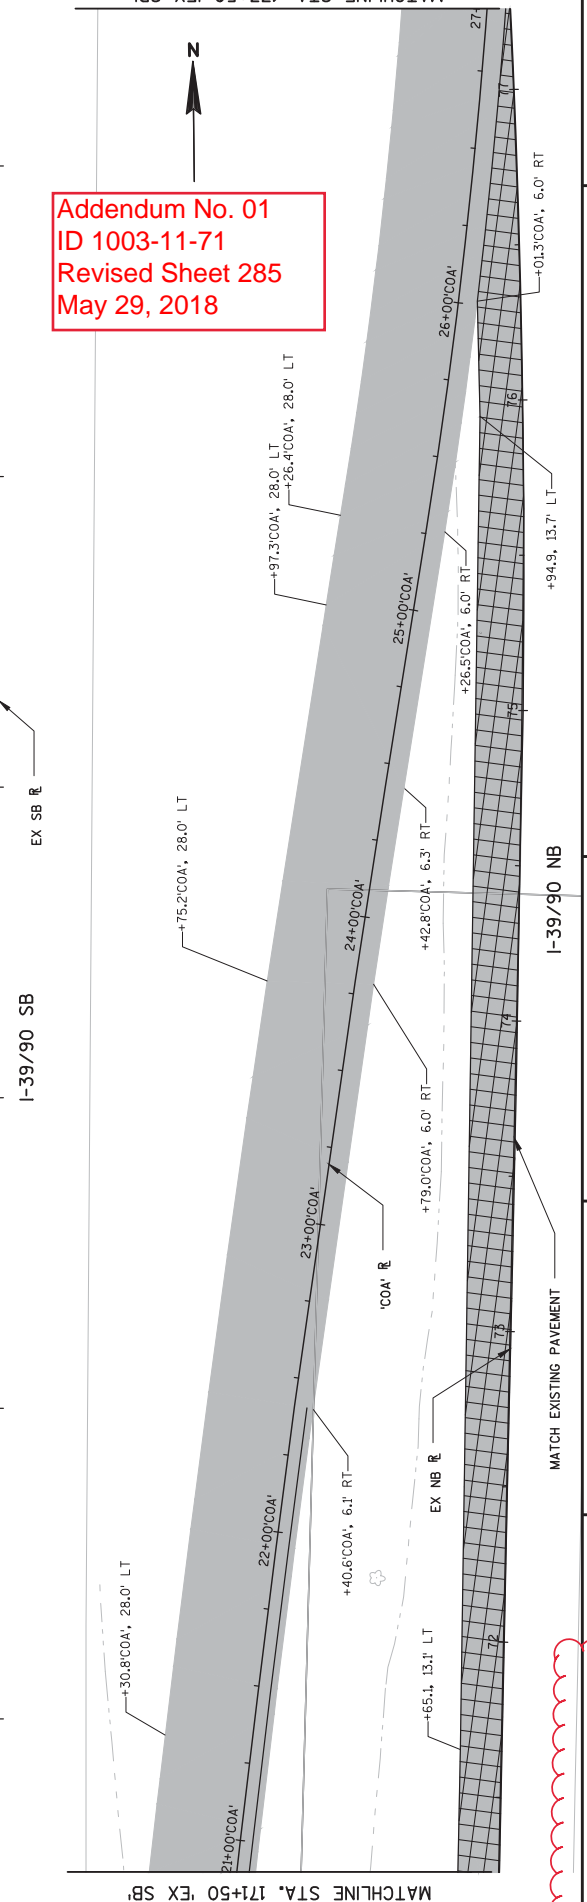 N
Addendum No. 01
ID 1003-11-71
Revised Sheet 285
May 29, 2018
27
77
+01.3'COA', 6.0' RT
26+00'COA'
76
+26.4'COA', 28.0' LT
+97.3'COA', 28.0' LT
+94.9, 13.7' LT
+26.5'COA', 6.0' RT
25+00'COA'
75
EX SB R
+75.2'COA', 28.0' LT
+42.8'COA', 6.3' RT
I-39/90 NB
24+00'COA'
I-39/90 SB
74
+79.0'COA', 6.0' RT
23+00'COA'
'COA' R
73
MATCH EXISTING PAVEMENT
EX NB R
+40.6'COA', 6.1' RT
22+00'COA'
72
+30.8'COA', 28.0' LT
+65.1, 13.1' LT
21+00'COA'
MATCHLINE STA. 171+50 'EX SB'